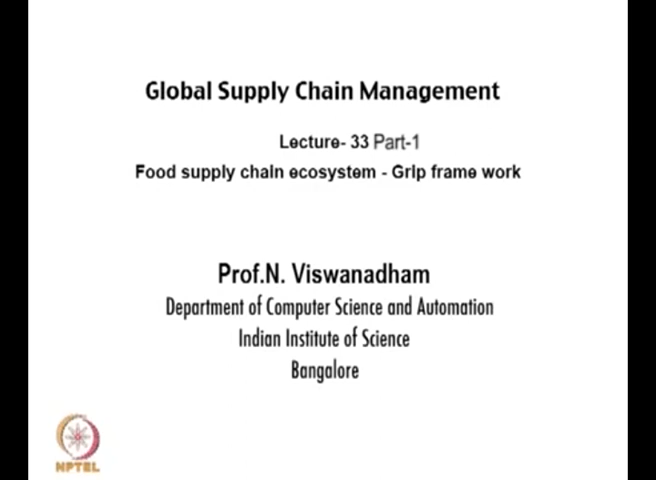 Global Supply Chain Management
Lecture- 33 Part-1
Food supply chain ecosystem - Grip frame work
Prof.N. Viswanadham
Department of Computer Science and Automation
Indian Institute of Science
Bangalore
NPTEL